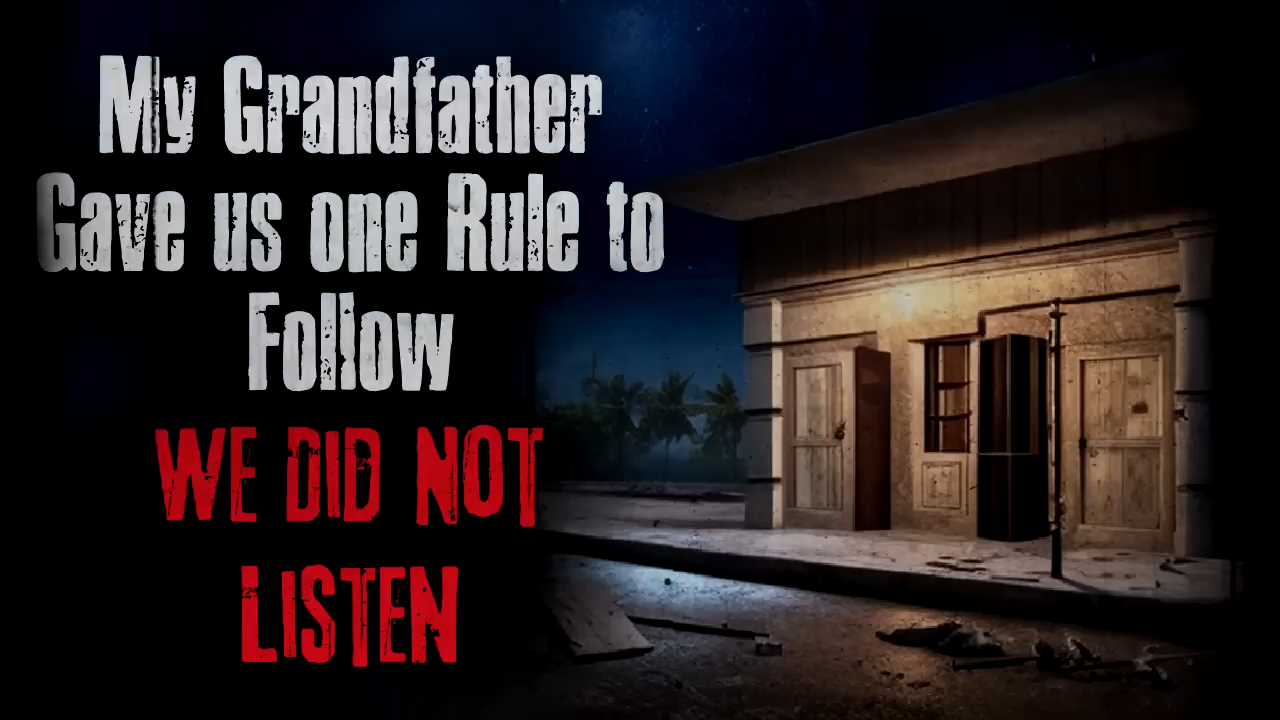 My Grandfather
Gave us one Rule to
Follow
WE DID NOT
LISTEN